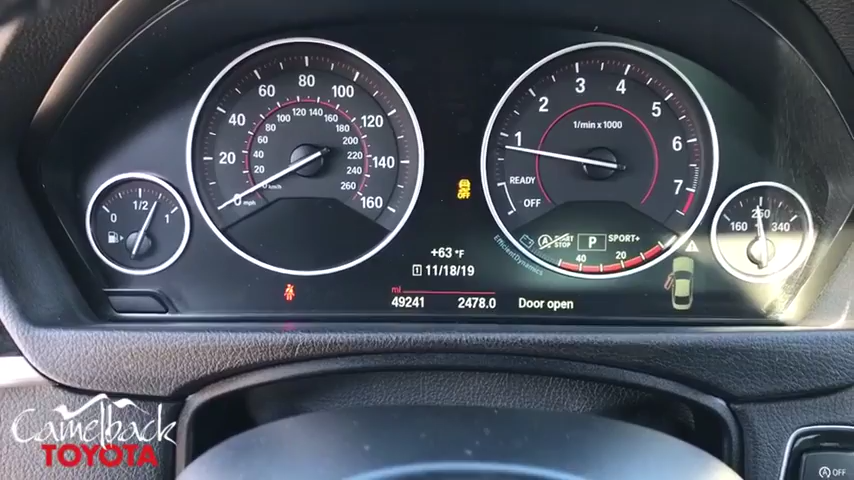 0 1/2 1
0 20 40 60 80 100 120 140 160
mph
20 40 60 80 100 120 140 160 180 200 220 240 260
km/h
OFF
1 2 3 4 5 6 7
1/min x 1000
READY
OFF
START STOP P SPORT+
40 20
EfficientDynamics
160 250 340
+63 °F
11/18/19
mi
49241 2478.0 Door open
Camelback
TOYOTA
OFF